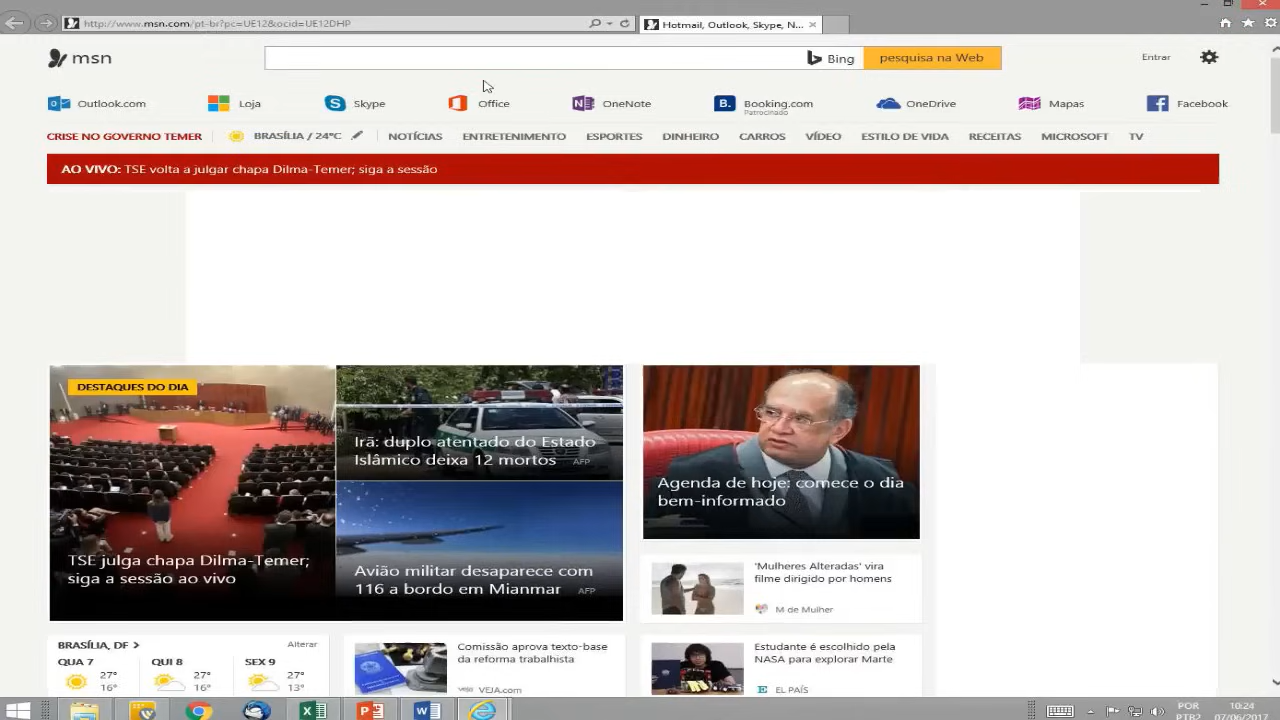 http://www.msn.com/pt-br?pc=UE12&ocid=UE12DHP
Hotmail, Outlook, Skype, N...
msn
Bing
pesquisa na Web
Entrar
Outlook.com
Loja
Skype
Office
OneNote
Booking.com
Patrocinado
OneDrive
Mapas
Facebook
CRISE NO GOVERNO TEMER
BRASÍLIA / 24°C
NOTÍCIAS
ENTRETENIMENTO
ESPORTES
DINHEIRO
CARROS
VÍDEO
ESTILO DE VIDA
RECEITAS
MICROSOFT
TV
AO VIVO: TSE volta a julgar chapa Dilma-Temer; siga a sessão
DESTAQUES DO DIA
TSE julga chapa Dilma-Temer;
siga a sessão ao vivo
Irã: duplo atentado do Estado
Islâmico deixa 12 mortos AFP
Avião militar desaparece com
116 a bordo em Mianmar AFP
Agenda de hoje: comece o dia
bem-informado
'Mulheres Alteradas' vira
filme dirigido por homens
M de Mulher
BRASÍLIA, DF >
Alterar
QUA 7
27°
16°
QUI 8
27°
16°
SEX 9
27°
13°
Comissão aprova texto-base
da reforma trabalhista
veja VEJA.com
Estudante é escolhido pela
NASA para explorar Marte
E EL PAÍS
POR
PTB2
10:24
07/06/2017